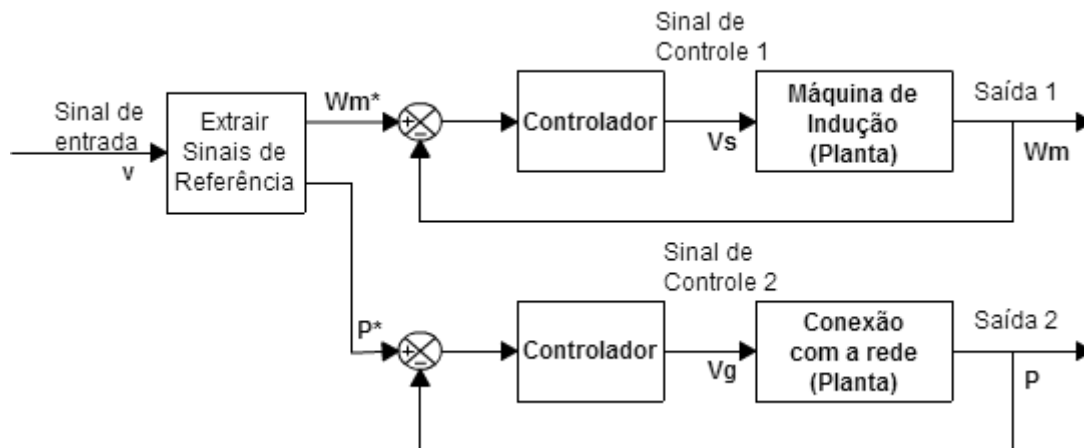 Sinal de
entrada
v
Extrair
Sinais de
Referência
Wm*
+
−
Controlador
Sinal de
Controle 1
Vs
Máquina de
Indução
(Planta)
Saída 1
Wm
P*
+
−
Controlador
Sinal de
Controle 2
Vg
Conexão
com a rede
(Planta)
Saída 2
P